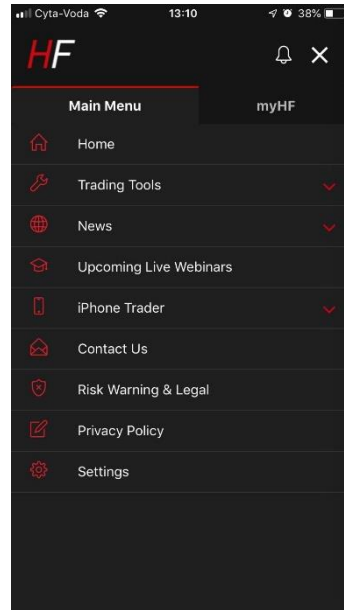 Cyta-Voda 13:10 38%
HF
Main Menu myHF
Home
Trading Tools
News
Upcoming Live Webinars
iPhone Trader
Contact Us
Risk Warning & Legal
Privacy Policy
Settings